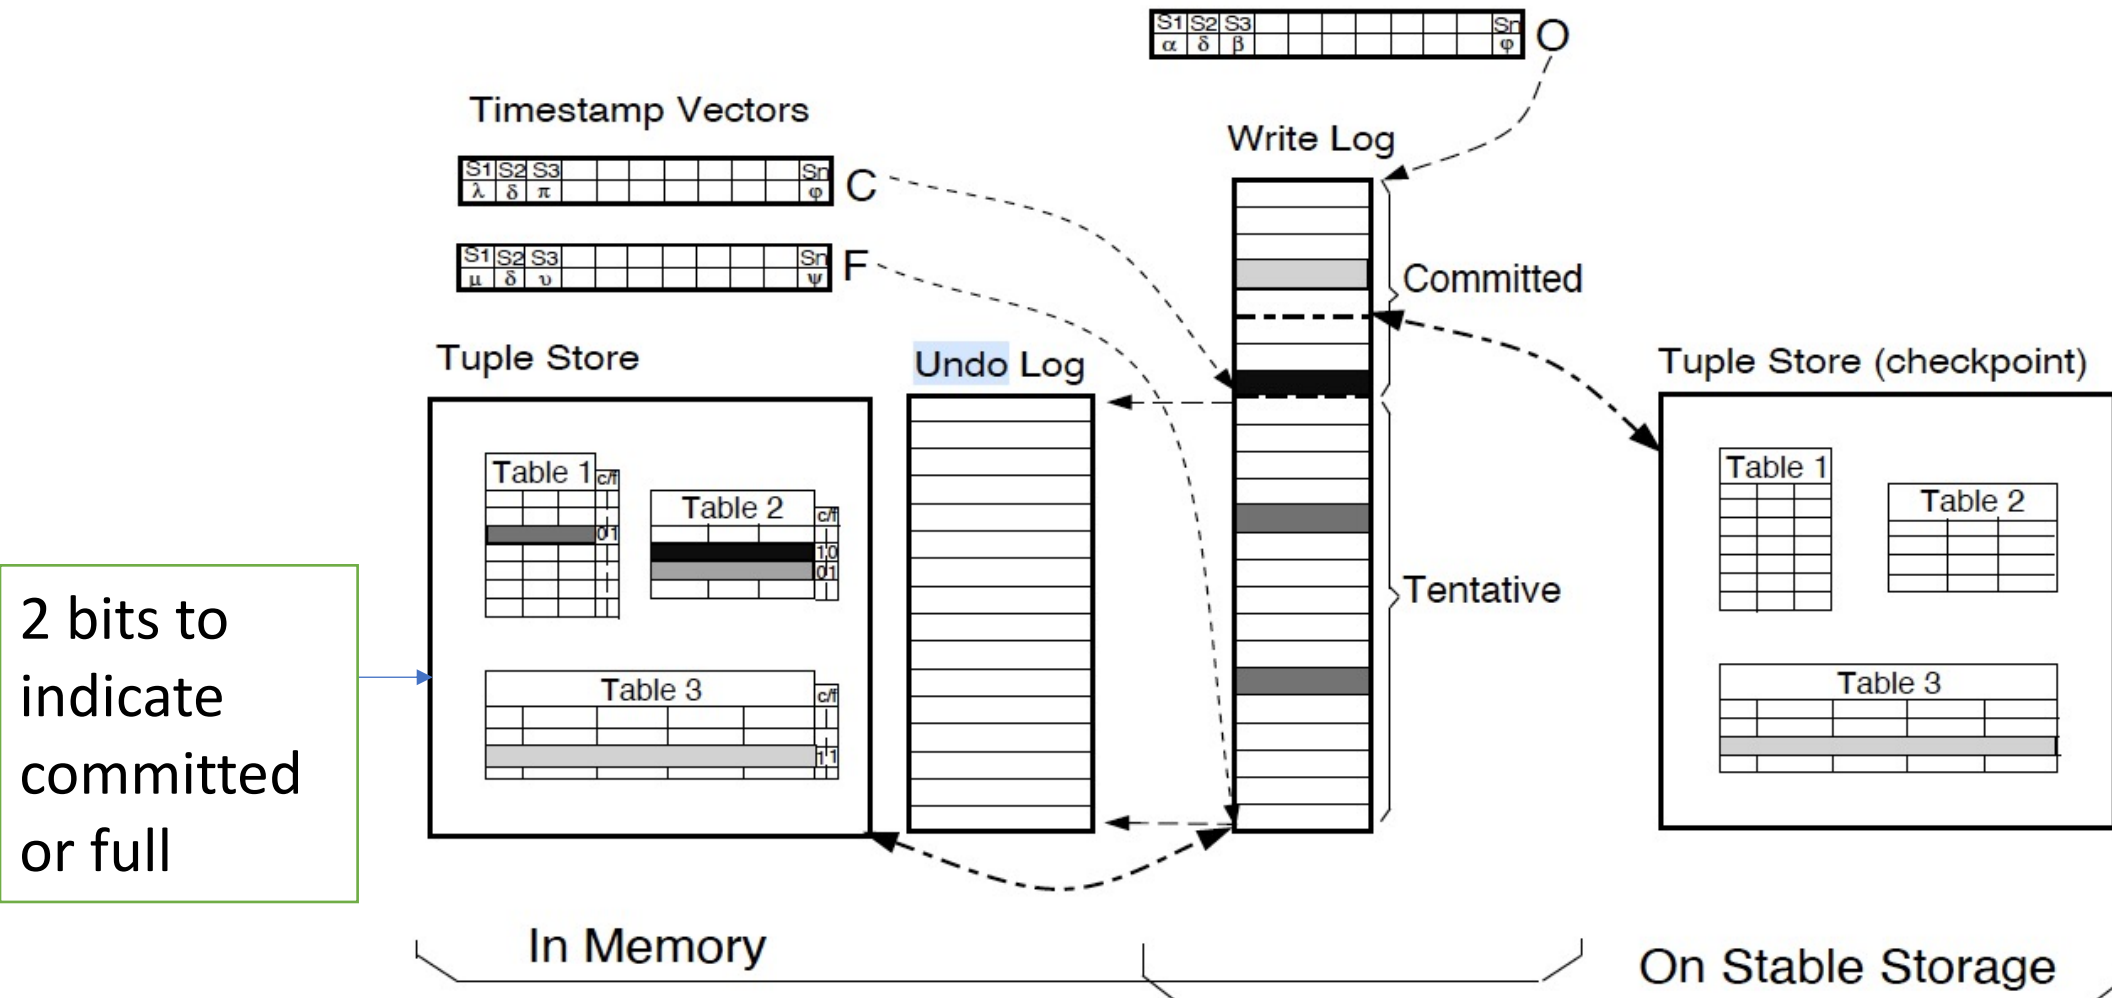 S1 S2 S3 Sn
α δ β φ
O
Timestamp Vectors
Write Log
S1 S2 S3 Sn
λ δ π φ
C
S1 S2 S3 Sn
μ δ υ ψ
F
Committed
Tuple Store
Undo Log
Tuple Store (checkpoint)
Table 1 c/f
01
Table 2 c/f
10
01
Table 3 c/f
11
Tentative
Table 1
Table 2
Table 3
2 bits to
indicate
committed
or full
In Memory
On Stable Storage